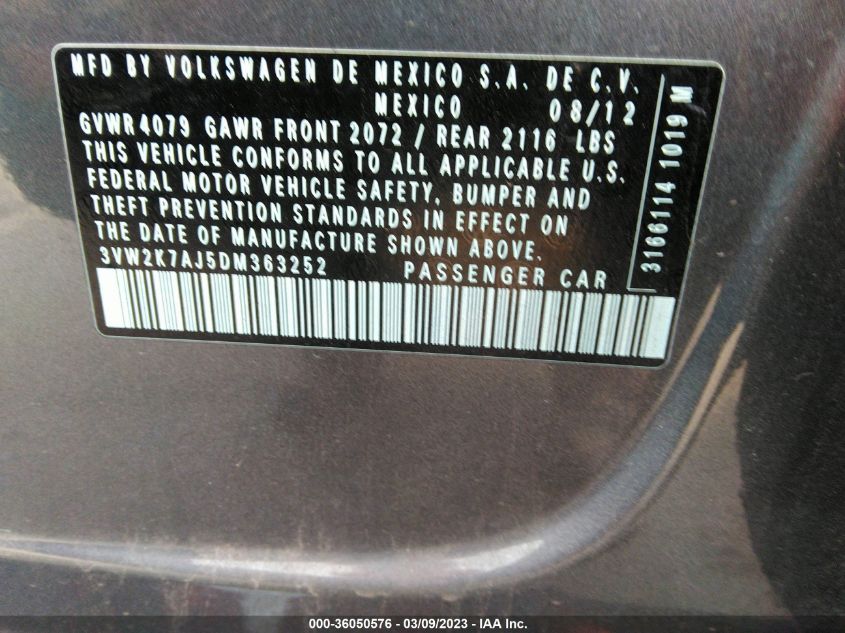 MFD BY VOLKSWAGEN DE MEXICO S.A. DE C.V.
MEXICO 08/12
GVWR 4079 GAWR FRONT 2072 / REAR 2116 LBS
THIS VEHICLE CONFORMS TO ALL APPLICABLE U.S.
FEDERAL MOTOR VEHICLE SAFETY, BUMPER AND
THEFT PREVENTION STANDARDS IN EFFECT ON
THE DATE OF MANUFACTURE SHOWN ABOVE.
3VW2K7AJ5DM363252 PASSENGER CAR
3166114 1019 M
000-36050576 - 03/09/2023 - IAA Inc.